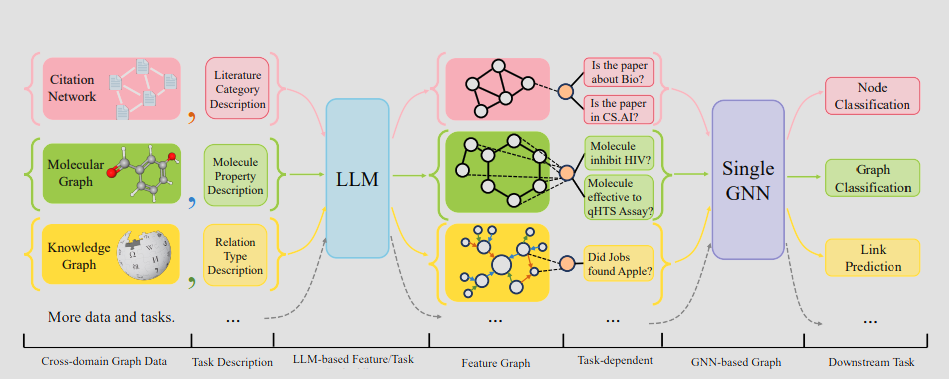 Citation
Network
Literature
Category
Description
Is the paper
about Bio?
Is the paper
in CS.AI?
Node
Classification
Molecular
Graph
Molecule
Property
Description
LLM
Molecule
inhibit HIV?
Molecule
effective to
qHTS Assay?
Single
GNN
Graph
Classification
Knowledge
Graph
Relation
Type
Description
Did Jobs
found Apple?
Link
Prediction
More data and tasks.
...
...
...
...
Cross-domain Graph Data
Task Description
LLM-based Feature/Task
Feature Graph
Task-dependent
GNN-based Graph
Downstream Task